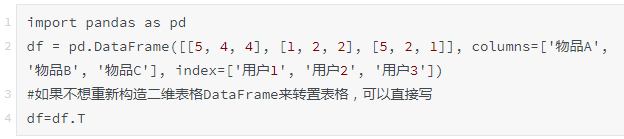 1 import pandas as pd
2 df = pd.DataFrame([[5, 4, 4], [1, 2, 2], [5, 2, 1]], columns=['物品A',
'物品B', '物品C'], index=['用户1', '用户2', '用户3'])
3 #如果不想重新构造二维表格DataFrame来转置表格，可以直接写
4 df=df.T